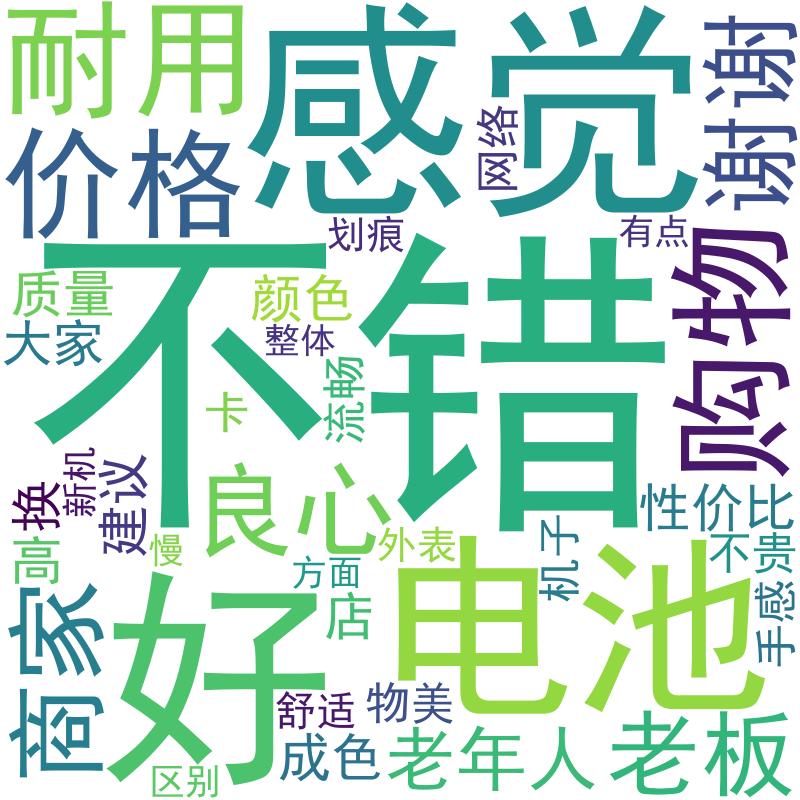 耐用
感觉
谢谢
价格
网络
划痕
有点
不错
购物
质量
颜色
大家
整体
流畅
卡
新机
换
建议
良心
性价比
高
慢
外表
机子
不贵
方面
电池
手感
商家
好
店
舒适
物美
成色
老年人
老板
区别